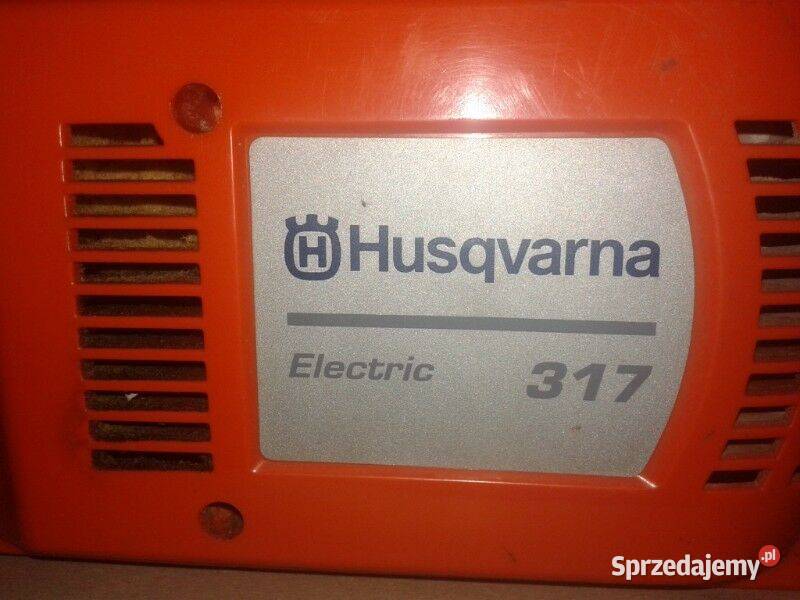 H Husqvarna
Electric 317
Sprzedajemy.pl